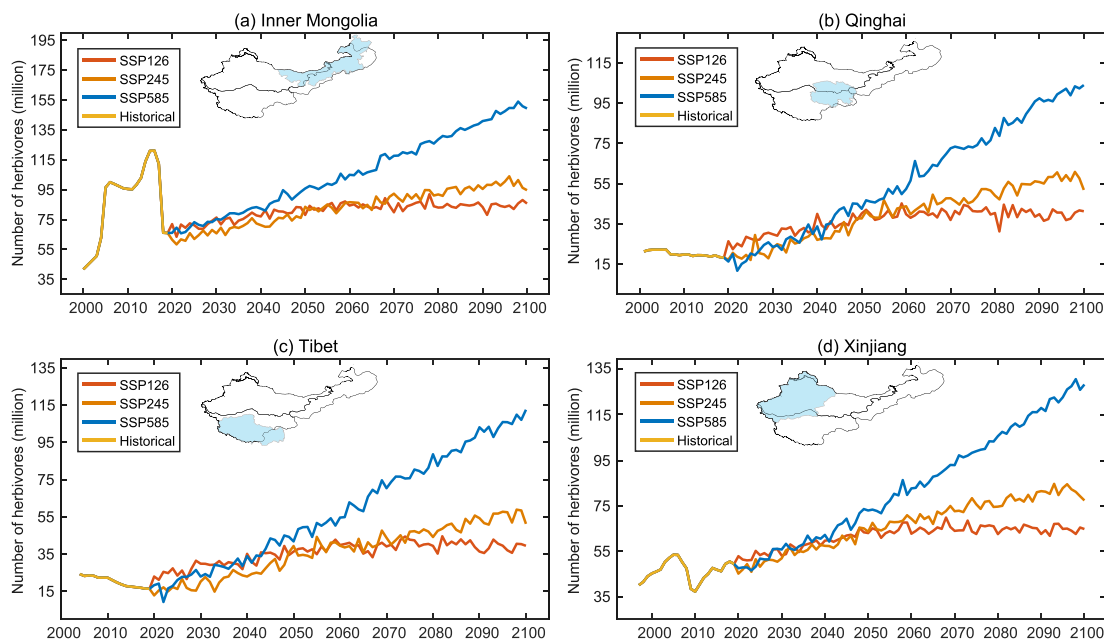 (a) Inner Mongolia
Number of herbivores (million)
195
175
155
135
115
95
75
55
35
SSP126
SSP245
SSP585
Historical
2000 2010 2020 2030 2040 2050 2060 2070 2080 2090 2100
(b) Qinghai
Number of herbivores (million)
115
95
75
55
35
15
SSP126
SSP245
SSP585
Historical
2000 2010 2020 2030 2040 2050 2060 2070 2080 2090 2100
(c) Tibet
Number of herbivores (million)
135
115
95
75
55
35
15
SSP126
SSP245
SSP585
Historical
2000 2010 2020 2030 2040 2050 2060 2070 2080 2090 2100
(d) Xinjiang
Number of herbivores (million)
135
115
95
75
55
35
SSP126
SSP245
SSP585
Historical
2000 2010 2020 2030 2040 2050 2060 2070 2080 2090 2100